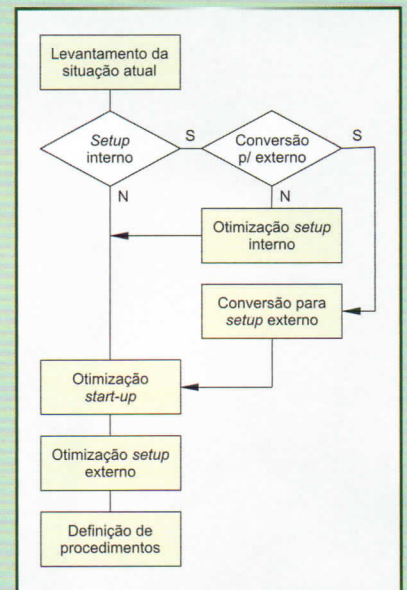 Levantamento da
situação atual
Setup
interno
S
Conversão
p/ externo
S
N
N
Otimização setup
interno
Conversão para
setup externo
Otimização
start-up
Otimização setup
externo
Definição de
procedimentos